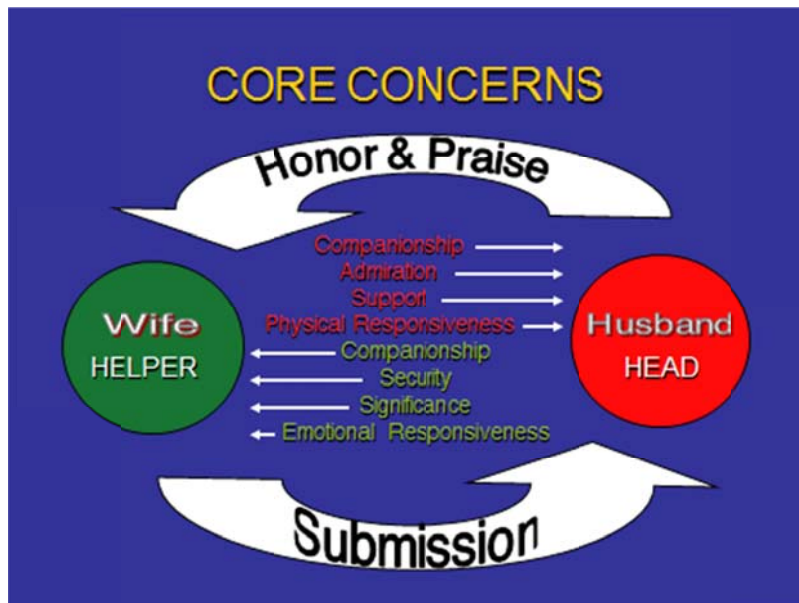 CORE CONCERNS
Honor & Praise
Companionship
Admiration
Support
Physical Responsiveness
Wife
HELPER
Husband
HEAD
Companionship
Security
Significance
Emotional Responsiveness
Submission